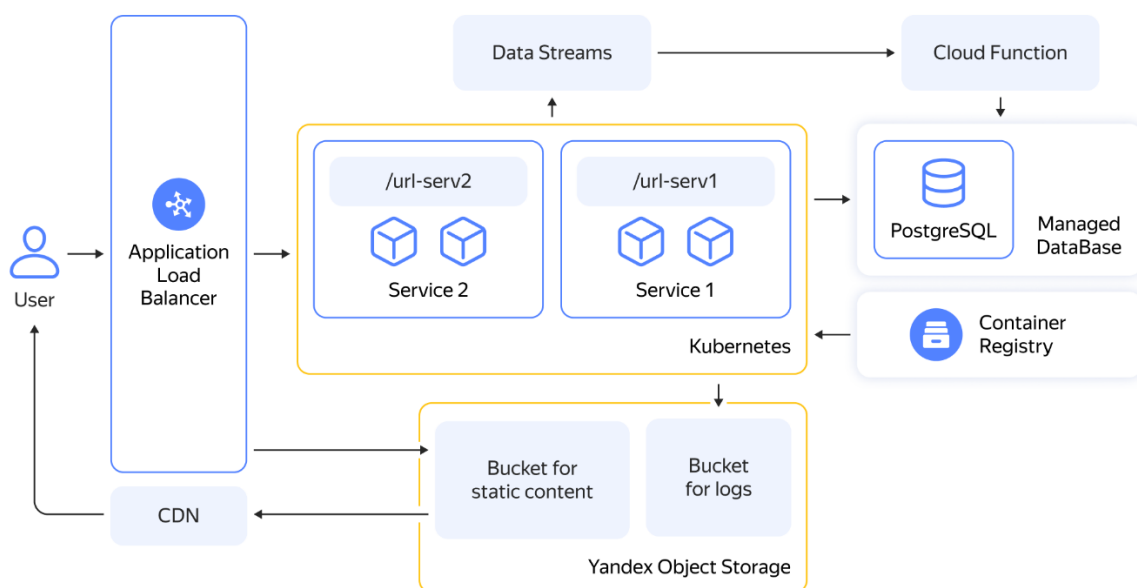 Data Streams
Cloud Function
/url-serv2
/url-serv1
Service 2
Service 1
Kubernetes
PostgreSQL
Managed
DataBase
Container
Registry
Application
Load
Balancer
User
Bucket for
static content
Bucket
for logs
CDN
Yandex Object Storage